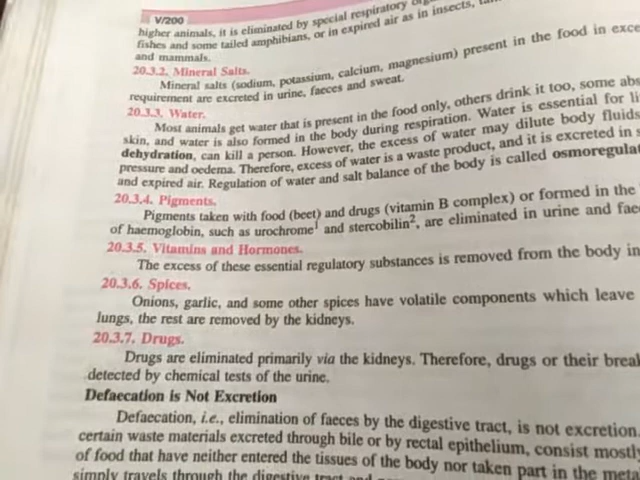 V/200
higher animals, it is eliminated by special respiratory
fishes and some tailed amphibians, or in expired air as in insects,
and mammals.
20.3.2. Mineral Salts.
Mineral salts (sodium, potassium, calcium, magnesium) present in the food in
requirement are excreted in urine, faeces and sweat.
20.3.3. Water.
Most animals get water that is present in the food only, others drink it too, some
skin, and water is also formed in the body during respiration. Water is essential for
dehydration, can kill a person. However, the excess of water may dilute body fluids
pressure and oedema. Therefore, excess of water is a waste product, and it is excreted in
and expired air. Regulation of water and salt balance of the body is called osmoregulat
20.3.4. Pigments.
Pigments taken with food (beet) and drugs (vitamin B complex) or formed in the
of haemoglobin, such as urochrome¹ and stercobilin², are eliminated in urine and fae
20.3.5. Vitamins and Hormones.
The excess of these essential regulatory substances is removed from the body in
20.3.6. Spices.
Onions, garlic, and some other spices have volatile components which leave
lungs, the rest are removed by the kidneys.
20.3.7. Drugs.
Drugs are eliminated primarily via the kidneys. Therefore, drugs or their break
detected by chemical tests of the urine.
Defaecation is Not Excretion
Defaecation, i.e., elimination of faeces by the digestive tract, is not excretion.
certain waste materials excreted through bile or by rectal epithelium, consist mostly
of food that have neither entered the tissues of the body nor taken part in the meta
simply travels through the digestive tract and